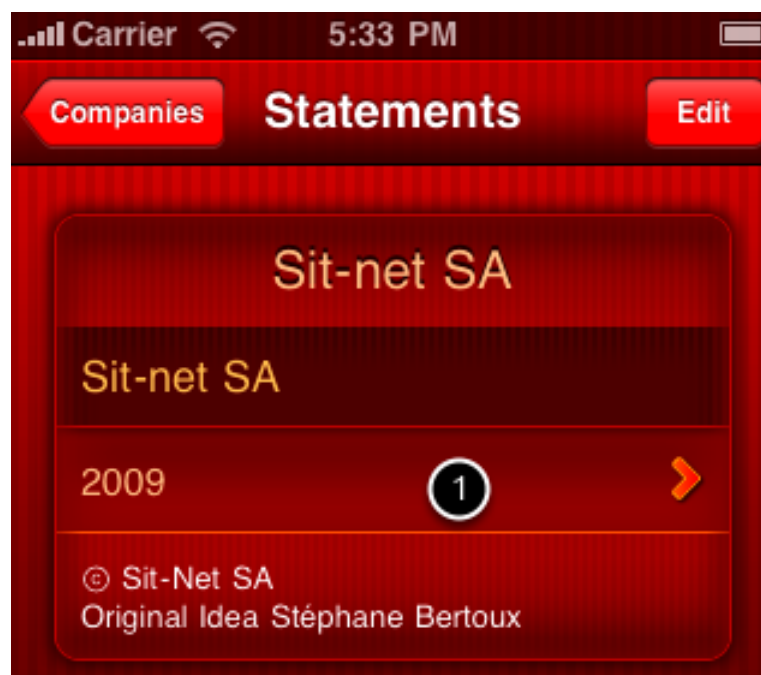 Carrier 5:33 PM
Companies Statements Edit
Sit-net SA
Sit-net SA
2009 1
© Sit-Net SA
Original Idea Stéphane Bertoux